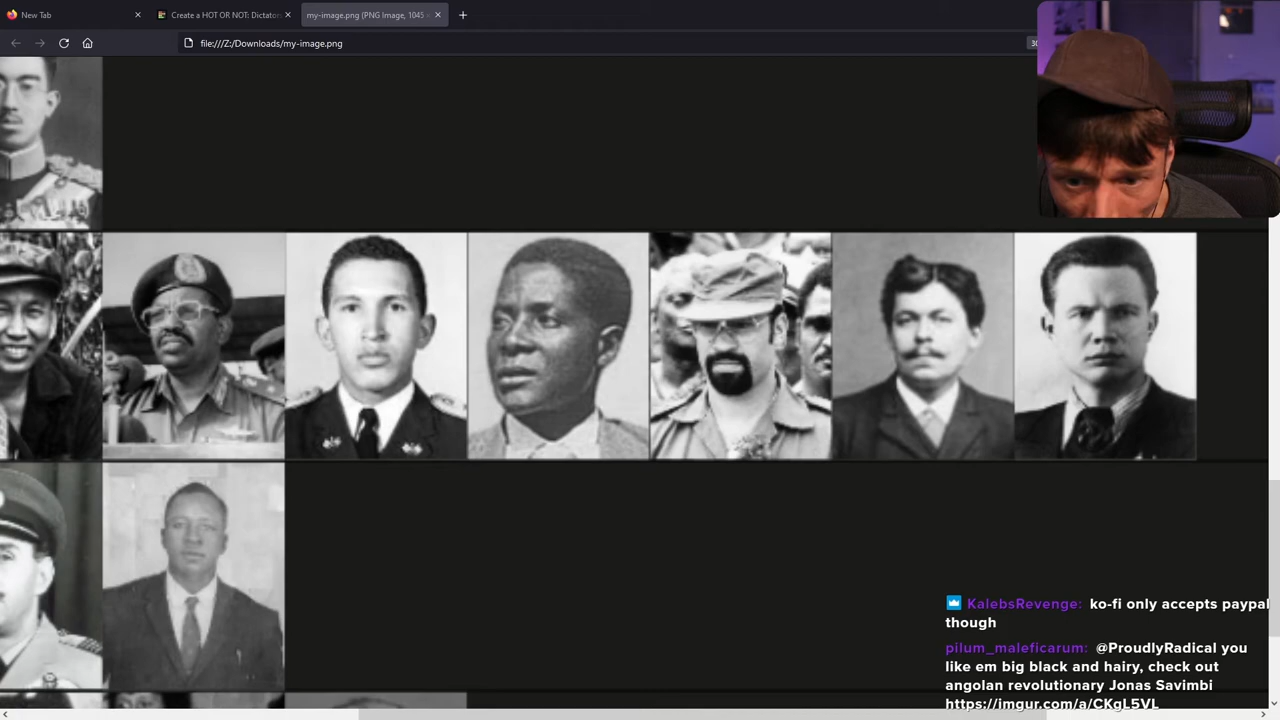 New Tab
Create a HOT OR NOT: Dictator
my-image.png (PNG Image, 1045 ×
file:///Z:/Downloads/my-image.png
30
KalebsRevenge: ko-fi only accepts paypal
though
pilum_maleficarum: @ProudlyRadical you
like em big black and hairy, check out
angolan revolutionary Jonas Savimbi
https://imgur.com/a/CKgL5VL